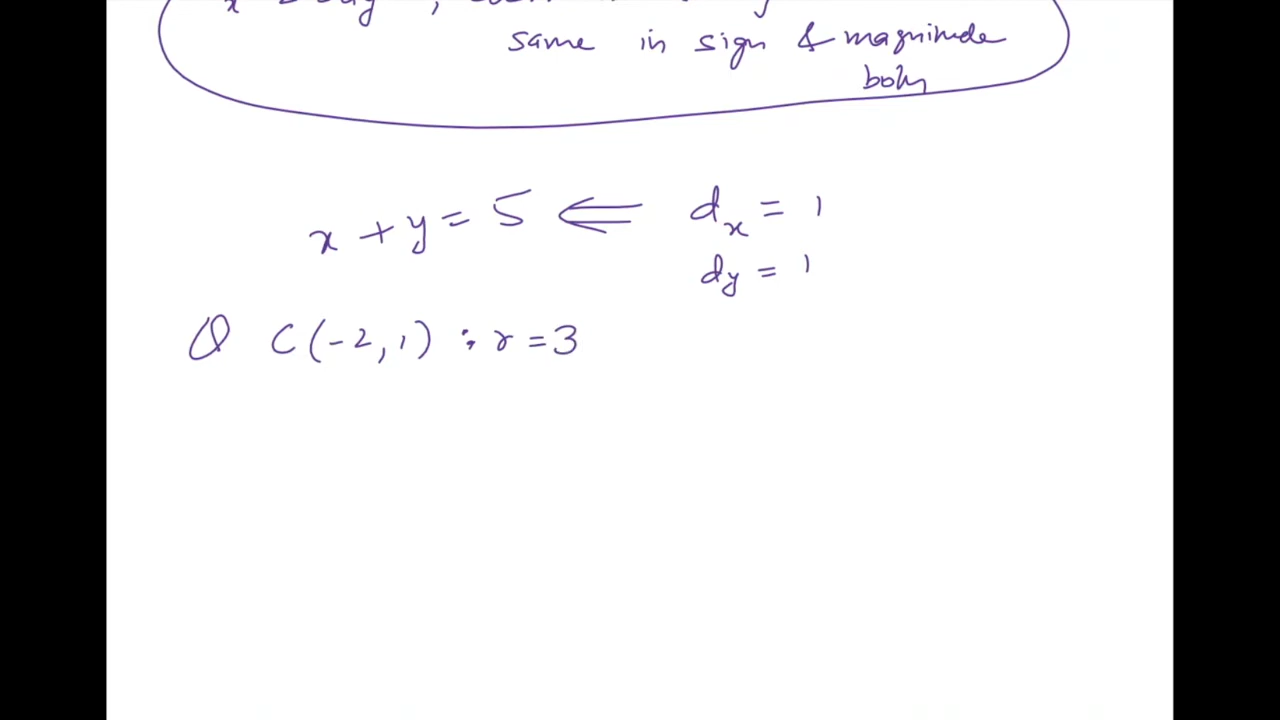 same in sign & magnitude
both
x + y = 5 ⇐ dx = 1
dy = 1
Q C(-2,1) : r = 3